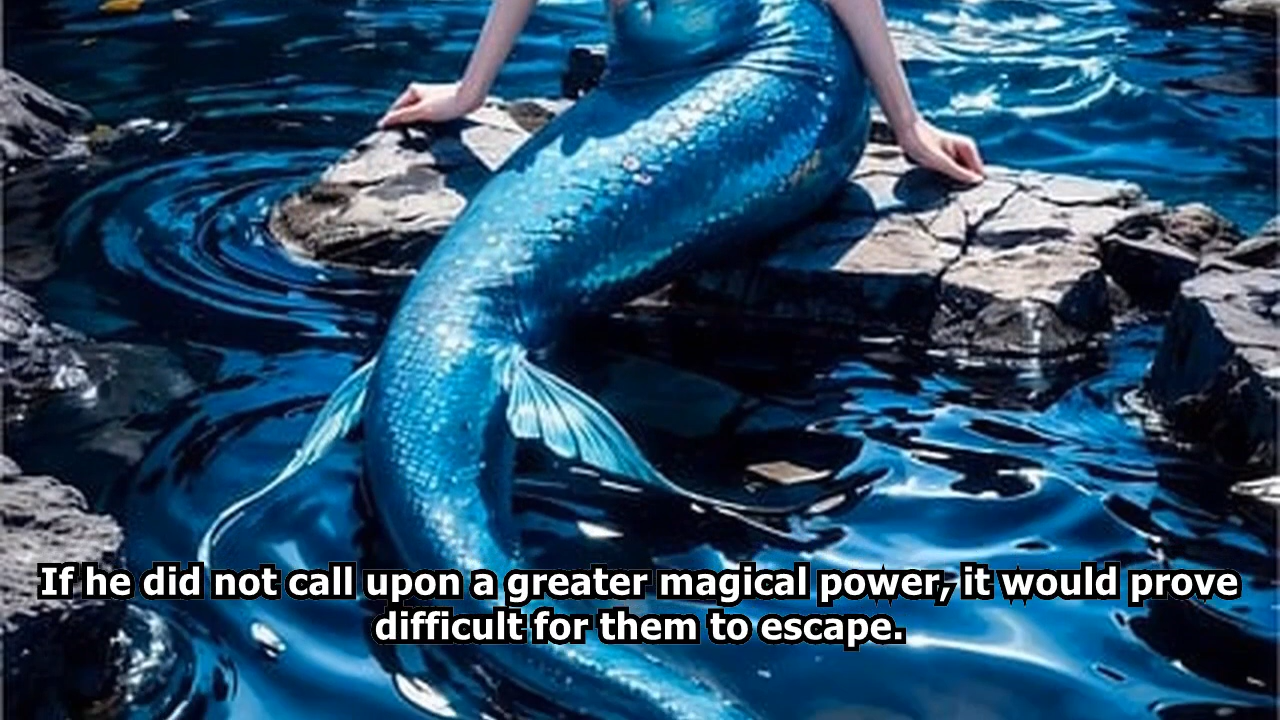 If he did not call upon a greater magical power, it would prove
difficult for them to escape.